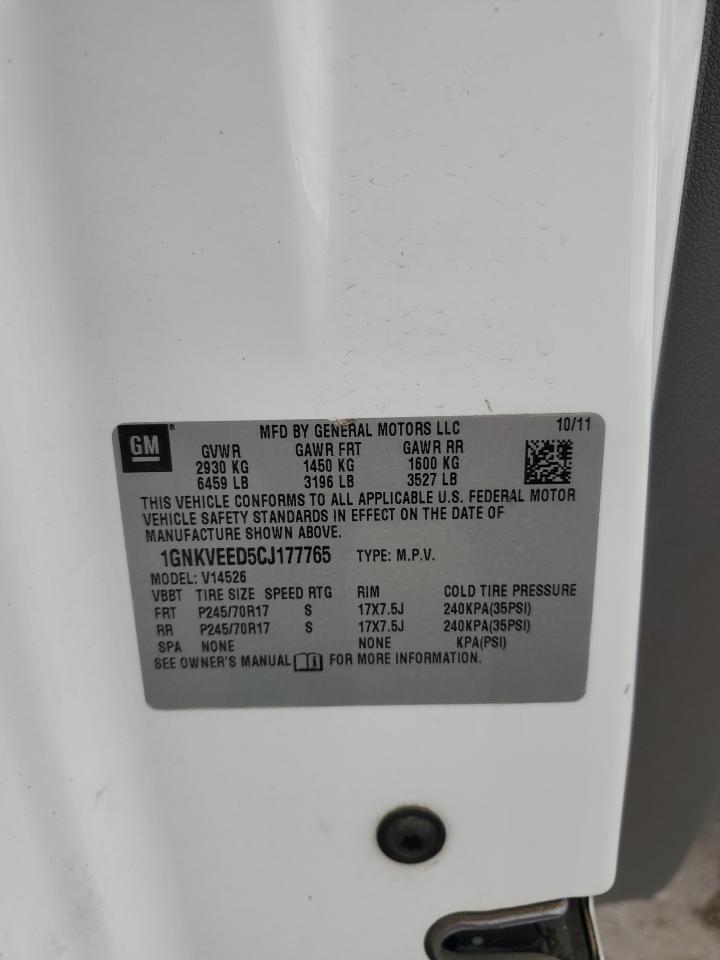 GM® MFD BY GENERAL MOTORS LLC 10/11
GVWR GAWR FRT GAWR RR
2930 KG 1450 KG 1600 KG
6459 LB 3196 LB 3527 LB
THIS VEHICLE CONFORMS TO ALL APPLICABLE U.S. FEDERAL MOTOR
VEHICLE SAFETY STANDARDS IN EFFECT ON THE DATE OF
MANUFACTURE SHOWN ABOVE.
1GNKVEED5CJ177765 TYPE: M.P.V.
MODEL: V14526
VBBT TIRE SIZE SPEED RTG RIM COLD TIRE PRESSURE
FRT P245/70R17 S 17X7.5J 240KPA(35PSI)
RR P245/70R17 S 17X7.5J 240KPA(35PSI)
SPA NONE NONE KPA(PSI)
SEE OWNER'S MANUAL i FOR MORE INFORMATION.